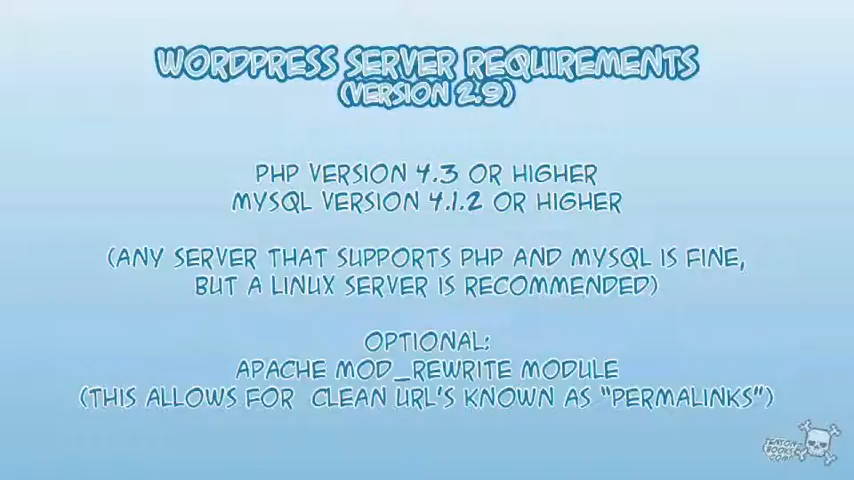 WORDPRESS SERVER REQUIREMENTS
(VERSION 2.9)
PHP VERSION 4.3 OR HIGHER
MYSQL VERSION 4.1.2 OR HIGHER
(ANY SERVER THAT SUPPORTS PHP AND MYSQL IS FINE,
BUT A LINUX SERVER IS RECOMMENDED)
OPTIONAL:
APACHE MOD_REWRITE MODULE
(THIS ALLOWS FOR CLEAN URL'S KNOWN AS "PERMALINKS")